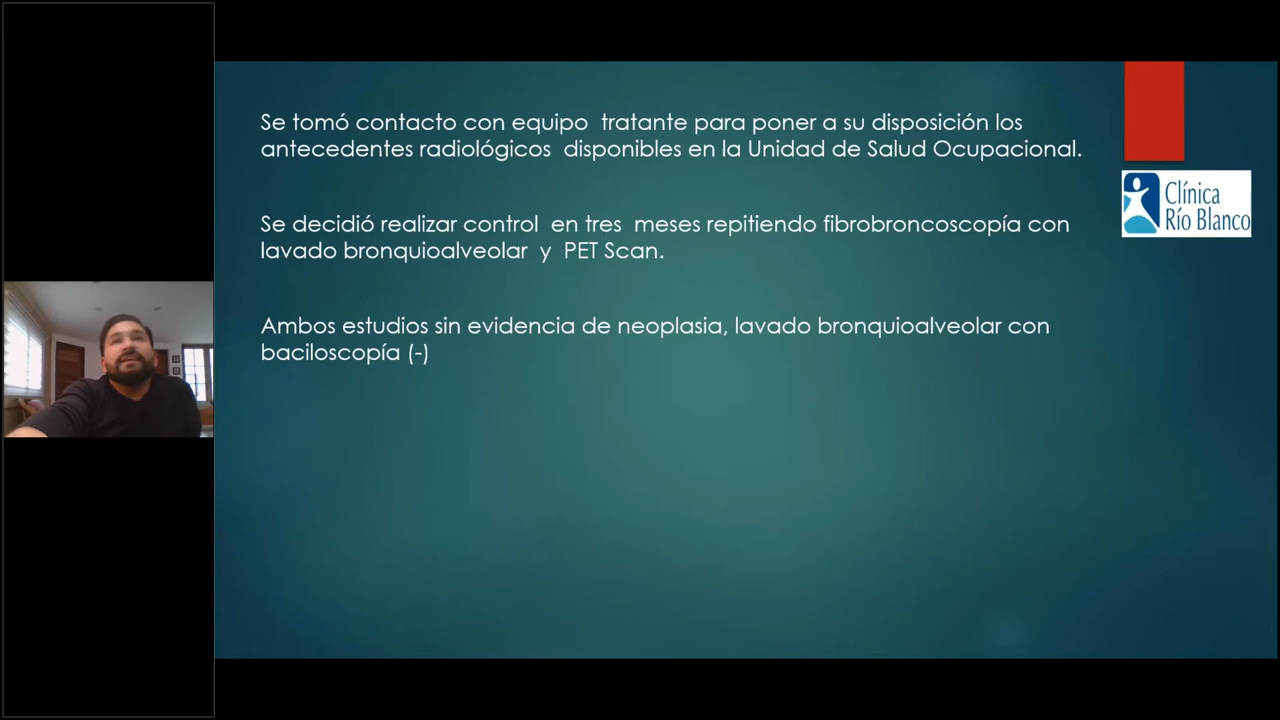 Se tomó contacto con equipo tratante para poner a su disposición los
antecedentes radiológicos disponibles en la Unidad de Salud Ocupacional.
Clínica
Río Blanco
Se decidió realizar control en tres meses repitiendo fibrobroncoscopía con
lavado bronquioalveolar y PET Scan.
Ambos estudios sin evidencia de neoplasia, lavado bronquioalveolar con
baciloscopía (-)